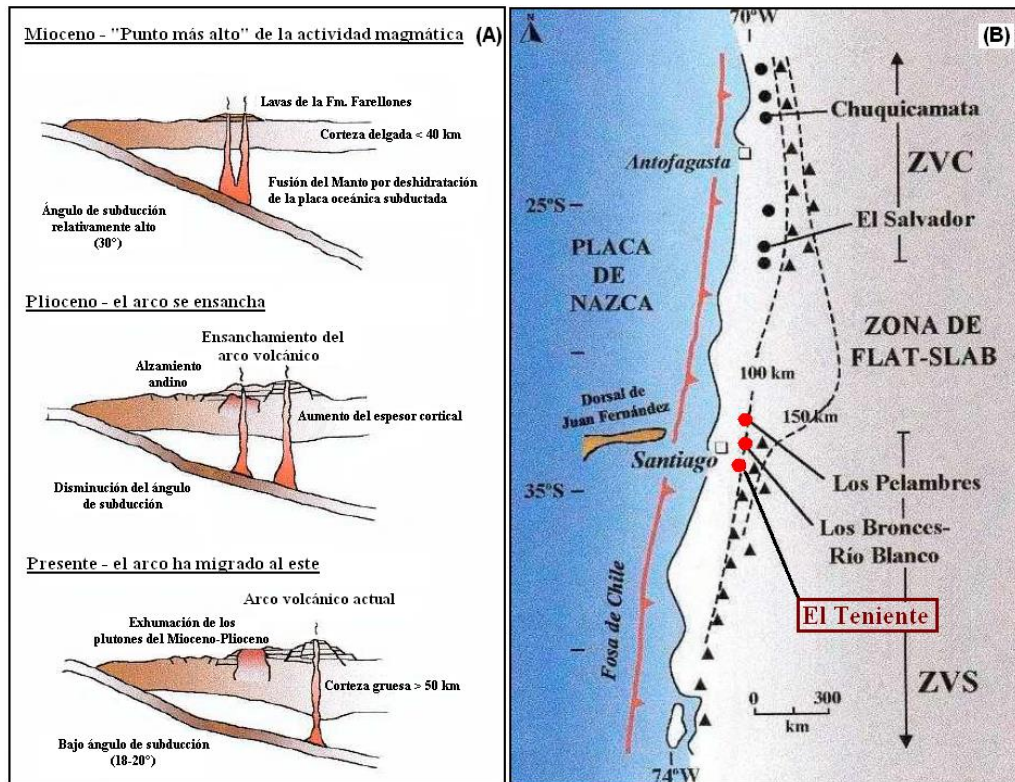 Mioceno - "Punto más alto" de la actividad magmática
(A)
Lavas de la Fm. Farellones
Corteza delgada < 40 km
Fusión del Manto por deshidratación
de la placa oceánica subductada
Ángulo de subducción
relativamente alto
(30°)
Plioceno - el arco se ensancha
Ensanchamiento del
arco volcánico
Alzamiento
andino
Aumento del espesor cortical
Disminución del ángulo
de subducción
Presente - el arco ha migrado al este
Arco volcánico actual
Exhumación de los
plutones del Mioceno-Plioceno
Corteza gruesa > 50 km
Bajo ángulo de subducción
(18-20°)
N
70°W
(B)
Chuquicamata
ZVC
Antofagasta
25°S
El Salvador
PLACA
DE
NAZCA
ZONA DE
FLAT-SLAB
100 km
150 km
Dorsal de
Juan Fernández
Santiago
35°S
Los Pelambres
Los Bronces-
Río Blanco
El Teniente
Fosa de Chile
ZVS
0 300
km
74°W